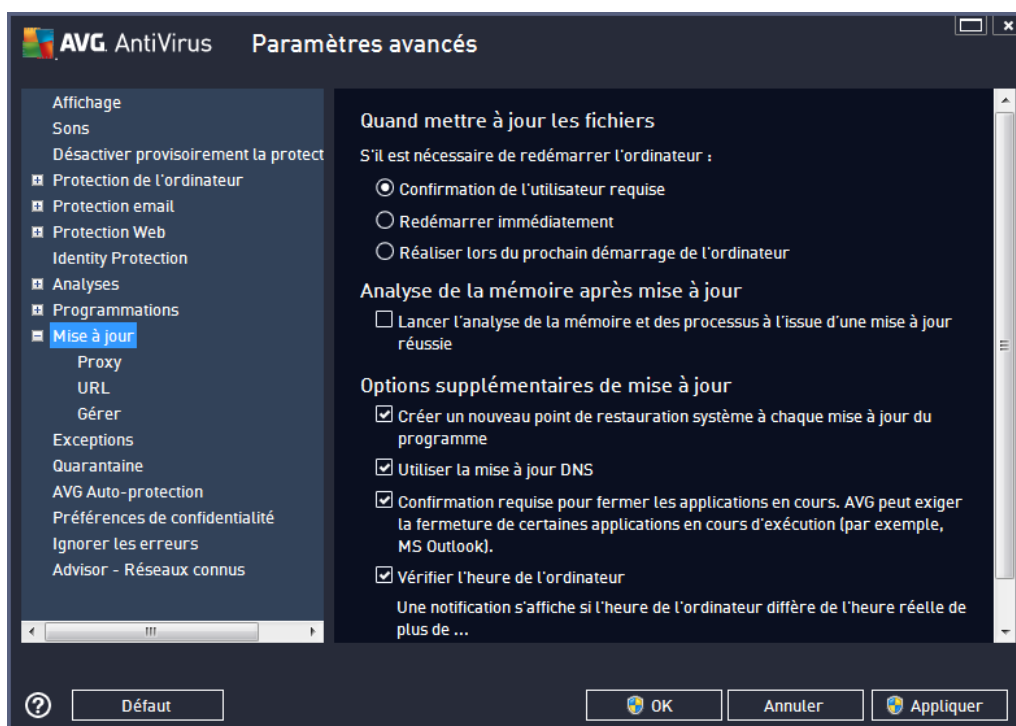 AVG. AntiVirus Paramètres avancés
Affichage
Sons
Désactiver provisoirement la protect
Protection de l'ordinateur
Protection email
Protection Web
Identity Protection
Analyses
Programmations
Mise à jour
Proxy
URL
Gérer
Exceptions
Quarantaine
AVG Auto-protection
Préférences de confidentialité
Ignorer les erreurs
Advisor - Réseaux connus
Quand mettre à jour les fichiers
S'il est nécessaire de redémarrer l'ordinateur :
Confirmation de l'utilisateur requise
Redémarrer immédiatement
Réaliser lors du prochain démarrage de l'ordinateur
Analyse de la mémoire après mise à jour
Lancer l'analyse de la mémoire et des processus à l'issue d'une mise à jour
réussie
Options supplémentaires de mise à jour
Créer un nouveau point de restauration système à chaque mise à jour du
programme
Utiliser la mise à jour DNS
Confirmation requise pour fermer les applications en cours. AVG peut exiger
la fermeture de certaines applications en cours d'exécution (par exemple,
MS Outlook).
Vérifier l'heure de l'ordinateur
Une notification s'affiche si l'heure de l'ordinateur diffère de l'heure réelle de
plus de ...
? Défaut OK Annuler Appliquer